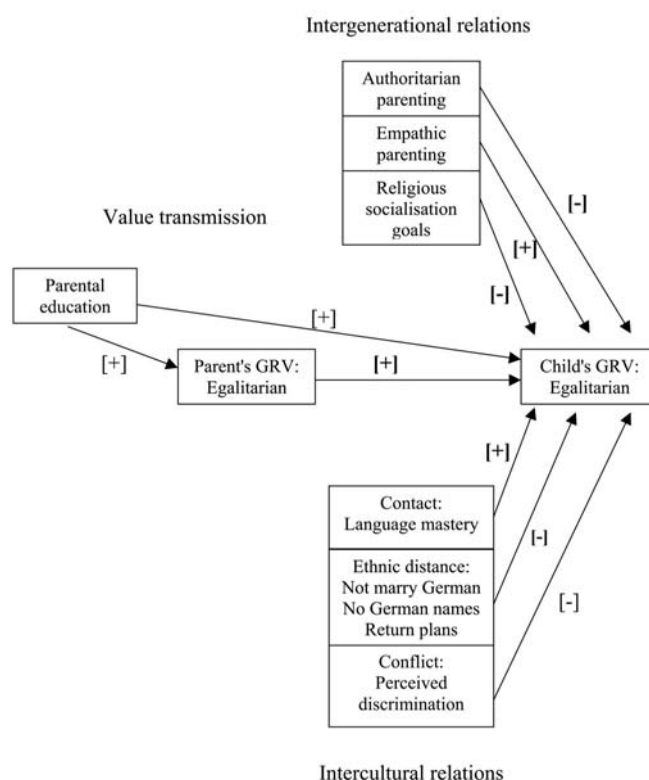 Intergenerational relations
Authoritarian
parenting
Empathic
parenting
Religious
socialisation
goals
[-]
[+]
[-]
Value transmission
Parental
education
[+]
[+]
Parent's GRV:
Egalitarian
[+]
Child's GRV:
Egalitarian
[+]
[-]
[-]
Contact:
Language mastery
Ethnic distance:
Not marry German
No German names
Return plans
Conflict:
Perceived
discrimination
Intercultural relations